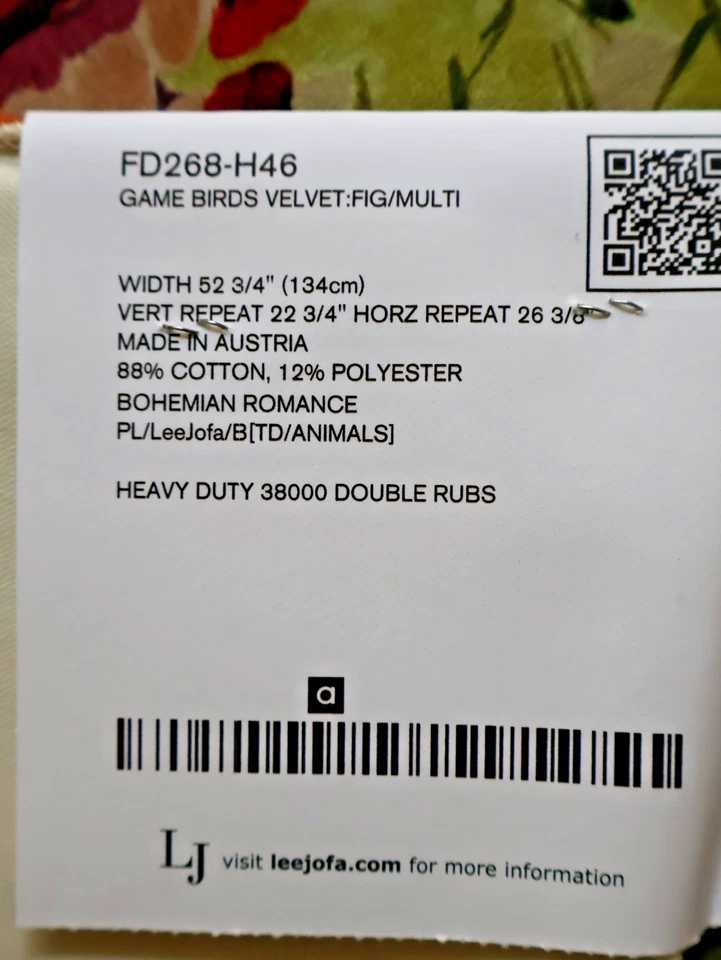 FD268-H46
GAME BIRDS VELVET:FIG/MULTI
WIDTH 52 3/4" (134cm)
VERT REPEAT 22 3/4" HORZ REPEAT 26 3/8"
MADE IN AUSTRIA
88% COTTON, 12% POLYESTER
BOHEMIAN ROMANCE
PL/LeeJofa/B[TD/ANIMALS]
HEAVY DUTY 38000 DOUBLE RUBS
a
LJ visit leejofa.com for more information